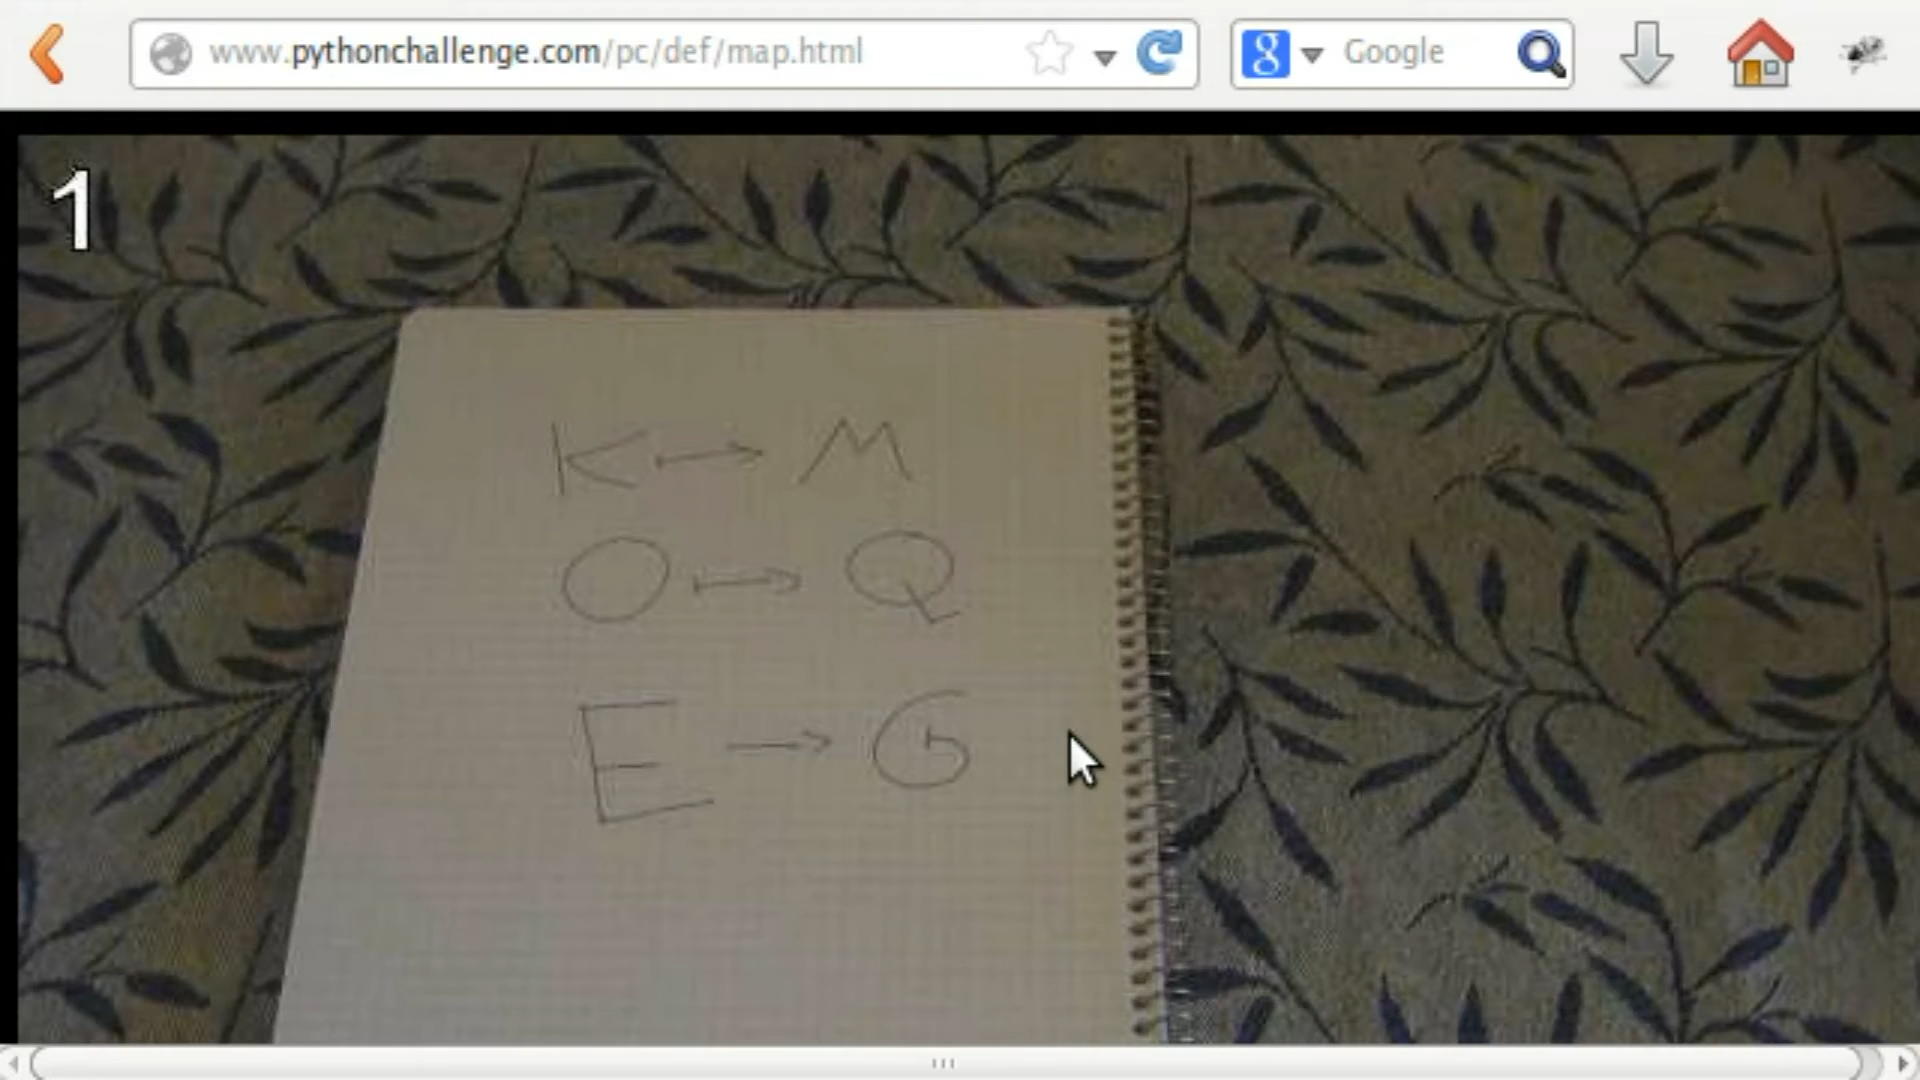 www.pythonchallenge.com/pc/def/map.html
Google
1
K → M
O → Q
E → G